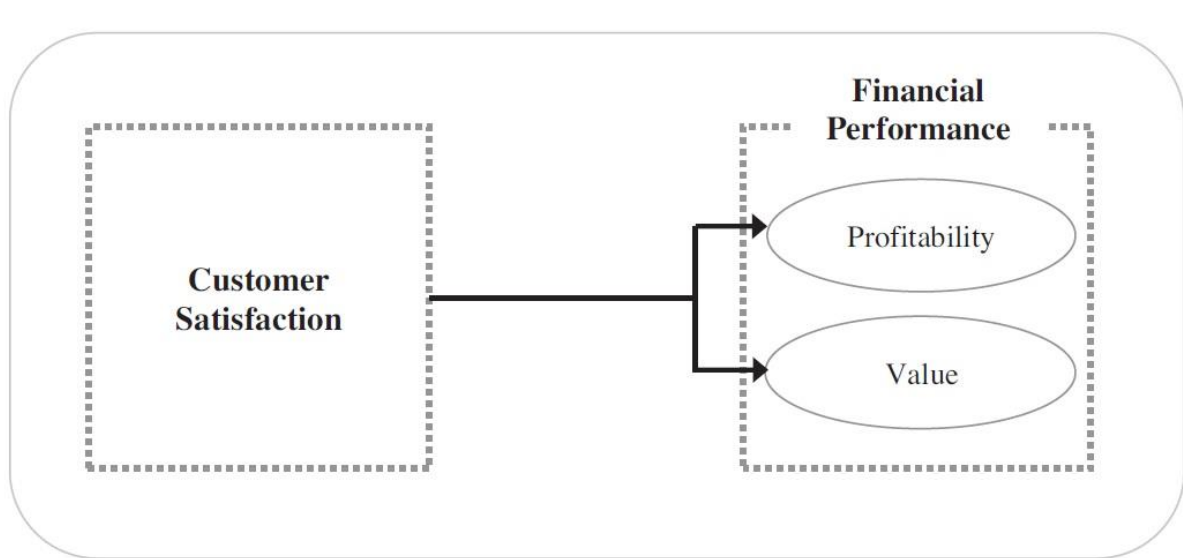 Customer
Satisfaction
Financial
Performance
Profitability
Value